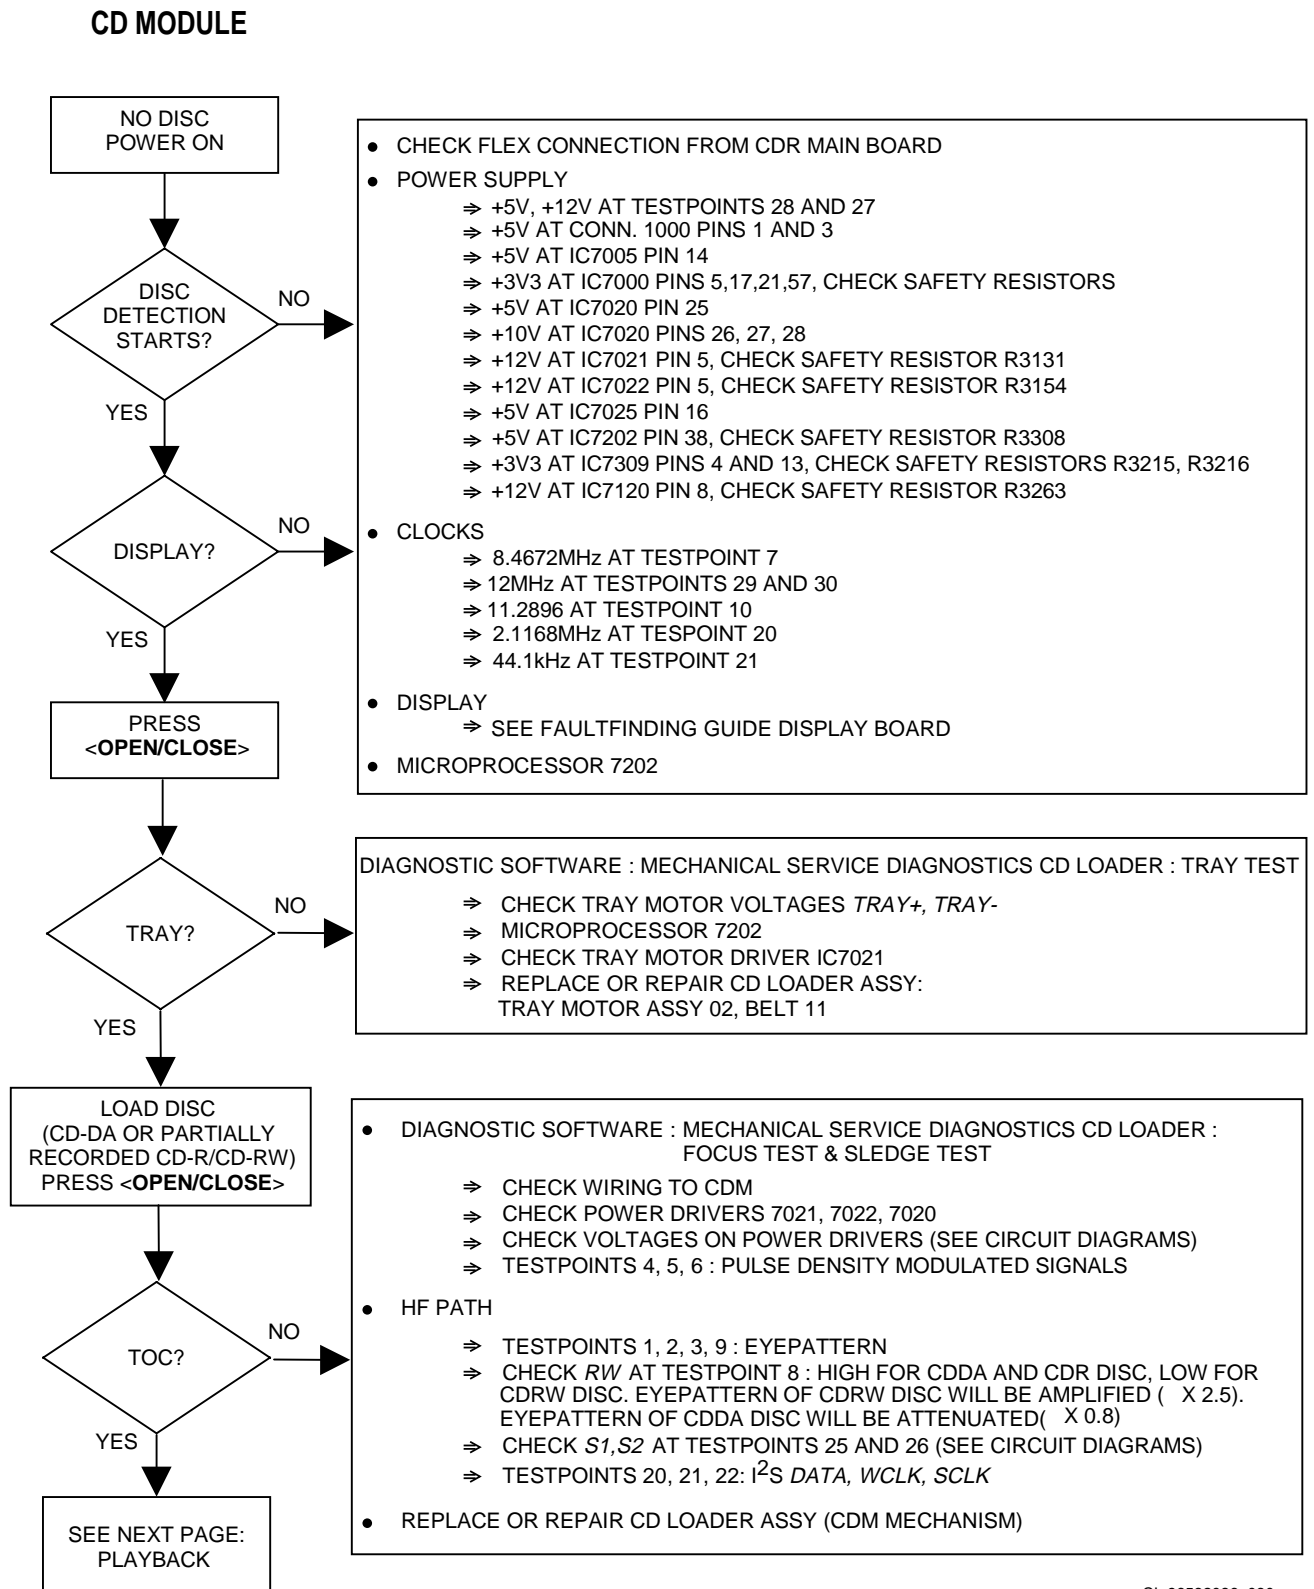 CD MODULE
NO DISC
POWER ON
DISC
DETECTION
STARTS?
NO
YES
● CHECK FLEX CONNECTION FROM CDR MAIN BOARD
● POWER SUPPLY
⇒ +5V, +12V AT TESTPOINTS 28 AND 27
⇒ +5V AT CONN. 1000 PINS 1 AND 3
⇒ +5V AT IC7005 PIN 14
⇒ +3V3 AT IC7000 PINS 5,17,21,57, CHECK SAFETY RESISTORS
⇒ +5V AT IC7020 PIN 25
⇒ +10V AT IC7020 PINS 26, 27, 28
⇒ +12V AT IC7021 PIN 5, CHECK SAFETY RESISTOR R3131
⇒ +12V AT IC7022 PIN 5, CHECK SAFETY RESISTOR R3154
⇒ +5V AT IC7025 PIN 16
⇒ +5V AT IC7202 PIN 38, CHECK SAFETY RESISTOR R3308
⇒ +3V3 AT IC7309 PINS 4 AND 13, CHECK SAFETY RESISTORS R3215, R3216
⇒ +12V AT IC7120 PIN 8, CHECK SAFETY RESISTOR R3263
● CLOCKS
⇒ 8.4672MHz AT TESTPOINT 7
⇒ 12MHz AT TESTPOINTS 29 AND 30
⇒ 11.2896 AT TESTPOINT 10
⇒ 2.1168MHz AT TESPOINT 20
⇒ 44.1kHz AT TESTPOINT 21
● DISPLAY
⇒ SEE FAULTFINDING GUIDE DISPLAY BOARD
● MICROPROCESSOR 7202
DISPLAY?
NO
YES
PRESS
<OPEN/CLOSE>
TRAY?
NO
YES
DIAGNOSTIC SOFTWARE : MECHANICAL SERVICE DIAGNOSTICS CD LOADER : TRAY TEST
⇒ CHECK TRAY MOTOR VOLTAGES TRAY+, TRAY-
⇒ MICROPROCESSOR 7202
⇒ CHECK TRAY MOTOR DRIVER IC7021
⇒ REPLACE OR REPAIR CD LOADER ASSY:
TRAY MOTOR ASSY 02, BELT 11
LOAD DISC
(CD-DA OR PARTIALLY
RECORDED CD-R/CD-RW)
PRESS <OPEN/CLOSE>
TOC?
NO
YES
● DIAGNOSTIC SOFTWARE : MECHANICAL SERVICE DIAGNOSTICS CD LOADER :
FOCUS TEST & SLEDGE TEST
⇒ CHECK WIRING TO CDM
⇒ CHECK POWER DRIVERS 7021, 7022, 7020
⇒ CHECK VOLTAGES ON POWER DRIVERS (SEE CIRCUIT DIAGRAMS)
⇒ TESTPOINTS 4, 5, 6 : PULSE DENSITY MODULATED SIGNALS
● HF PATH
⇒ TESTPOINTS 1, 2, 3, 9 : EYEPATTERN
⇒ CHECK RW AT TESTPOINT 8 : HIGH FOR CDDA AND CDR DISC, LOW FOR
CDRW DISC. EYEPATTERN OF CDRW DISC WILL BE AMPLIFIED ( X 2.5).
EYEPATTERN OF CDDA DISC WILL BE ATTENUATED( X 0.8)
⇒ CHECK S1,S2 AT TESTPOINTS 25 AND 26 (SEE CIRCUIT DIAGRAMS)
⇒ TESTPOINTS 20, 21, 22: I2S DATA, WCLK, SCLK
● REPLACE OR REPAIR CD LOADER ASSY (CDM MECHANISM)
SEE NEXT PAGE:
PLAYBACK